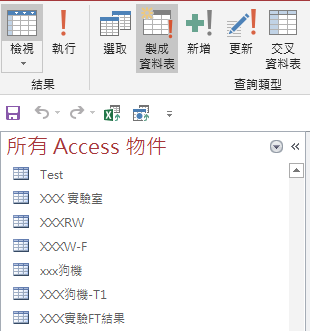 檢視 執行 選取 製成資料表 新增 更新 交叉資料表
結果 查詢類型
所有 Access 物件
Test
XXX 實驗室
XXXRW
XXXW-F
xxx狗機
XXX狗機-T1
XXX實驗FT結果